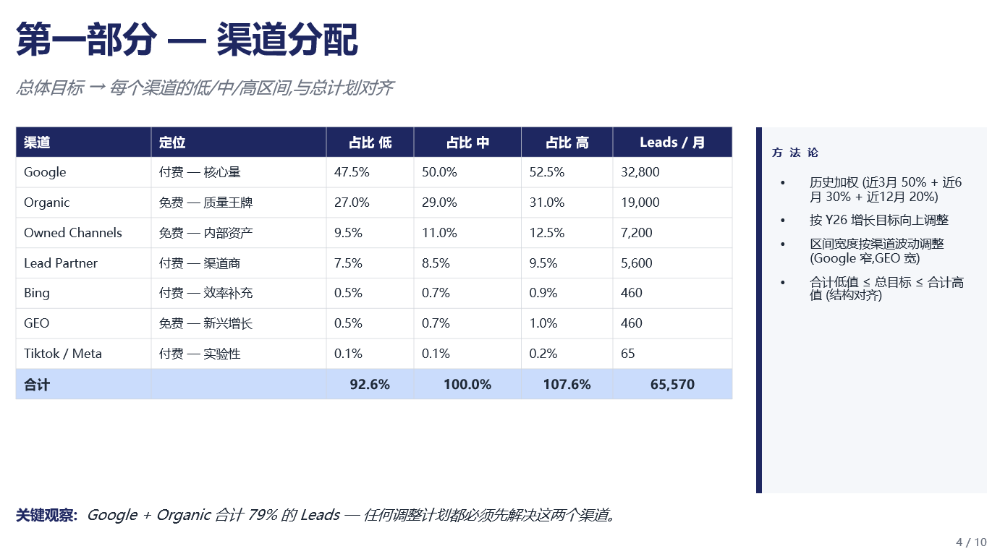 第一部分 — 渠道分配
总体目标 → 每个渠道的低/中/高区间,与总计划对齐
渠道 定位 占比 低 占比 中 占比 高 Leads / 月
Google 付费 — 核心量 47.5% 50.0% 52.5% 32,800
Organic 免费 — 质量王牌 27.0% 29.0% 31.0% 19,000
Owned Channels 免费 — 内部资产 9.5% 11.0% 12.5% 7,200
Lead Partner 付费 — 渠道商 7.5% 8.5% 9.5% 5,600
Bing 付费 — 效率补充 0.5% 0.7% 0.9% 460
GEO 免费 — 新兴增长 0.5% 0.7% 1.0% 460
Tiktok / Meta 付费 — 实验性 0.1% 0.1% 0.2% 65
合计 92.6% 100.0% 107.6% 65,570
方 法 论
• 历史加权 (近3月 50% + 近6
月 30% + 近12月 20%)
• 按 Y26 增长目标向上调整
• 区间宽度按渠道波动调整
(Google 窄,GEO 宽)
• 合计低值 ≤ 总目标 ≤ 合计高
值 (结构对齐)
关键观察: Google + Organic 合计 79% 的 Leads — 任何调整计划都必须先解决这两个渠道。
4 / 10